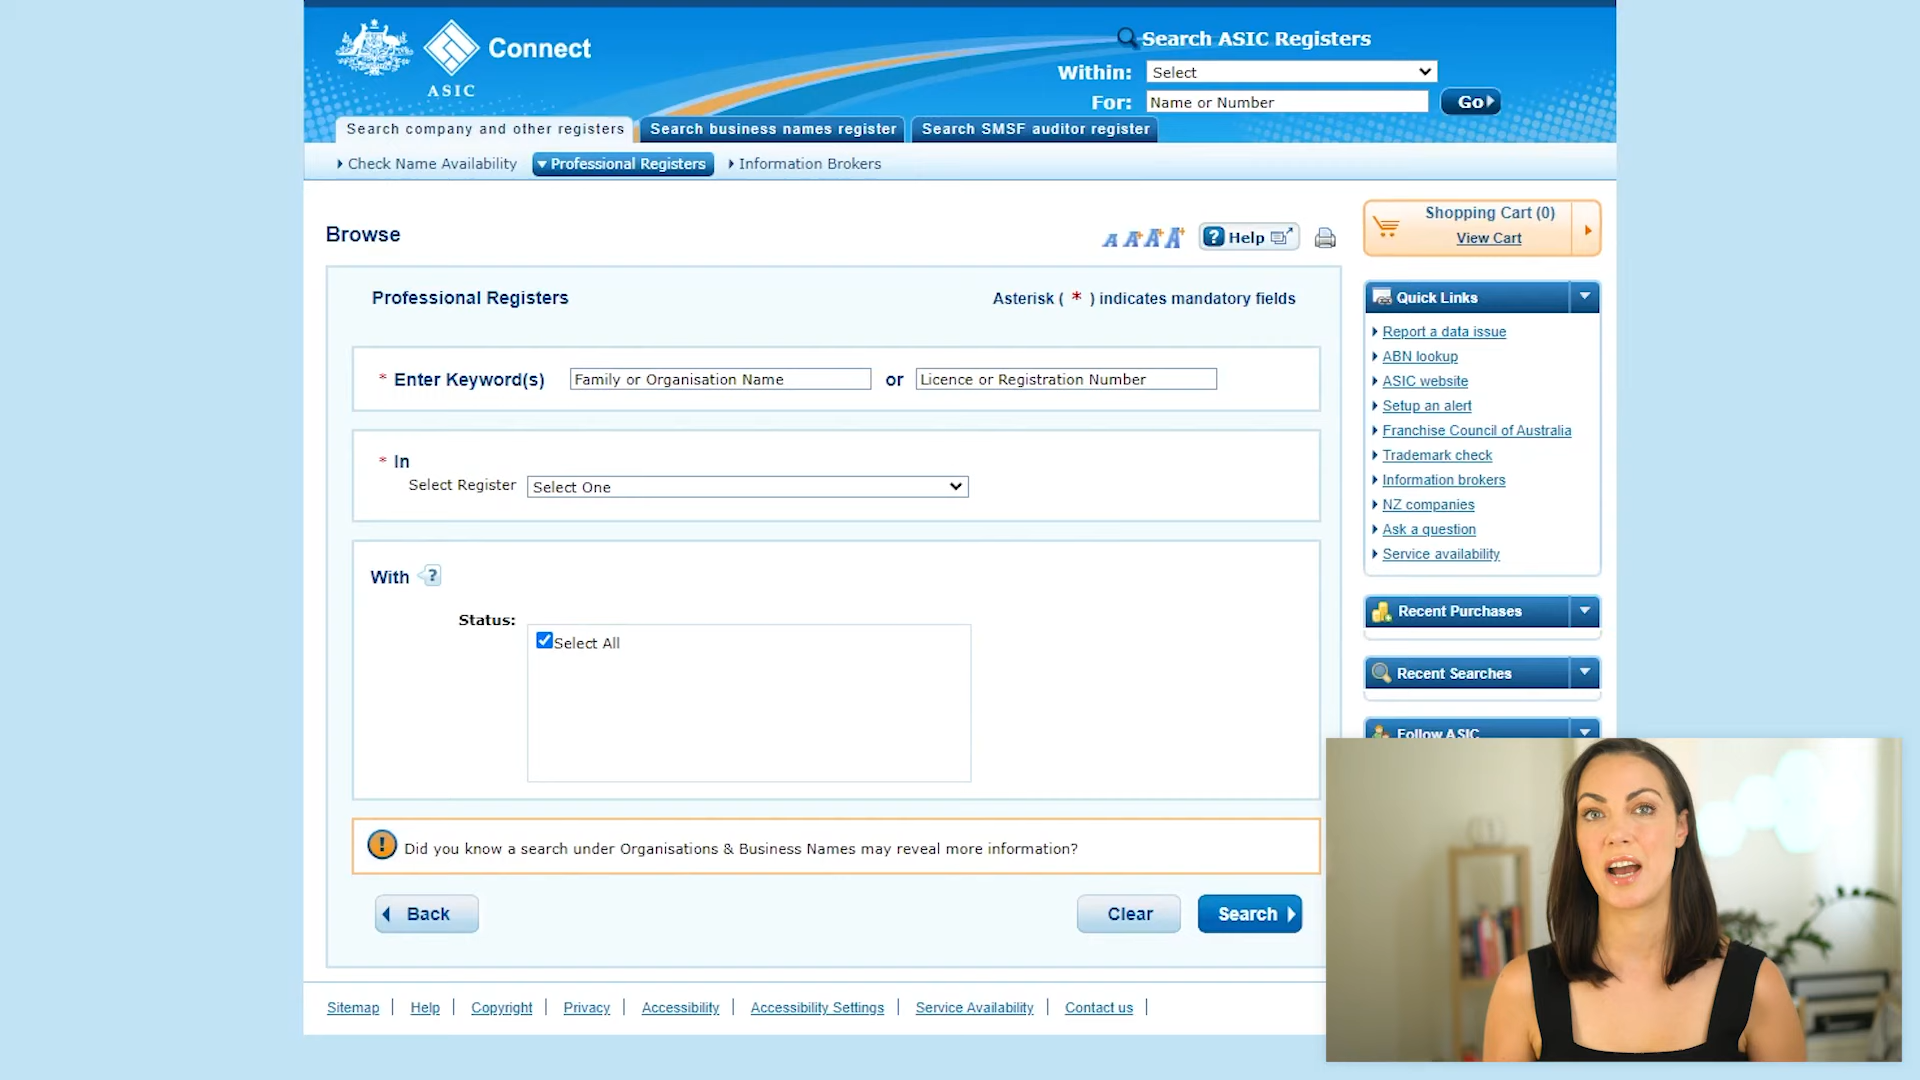 Connect
ASIC
Search ASIC Registers
Within: Select
For: Name or Number Go
Search company and other registers Search business names register Search SMSF auditor register
Check Name Availability Professional Registers Information Brokers
Browse
A A+ A+ A+ ? Help
Shopping Cart (0)
View Cart
Professional Registers
Asterisk ( * ) indicates mandatory fields
* Enter Keyword(s) Family or Organisation Name or Licence or Registration Number
* In
Select Register Select One
With ?
Status:
Select All
! Did you know a search under Organisations & Business Names may reveal more information?
Back Clear Search
Quick Links
Report a data issue
ABN lookup
ASIC website
Setup an alert
Franchise Council of Australia
Trademark check
Information brokers
NZ companies
Ask a question
Service availability
Recent Purchases
Recent Searches
Follow ASIC
Sitemap | Help | Copyright | Privacy | Accessibility | Accessibility Settings | Service Availability | Contact us |